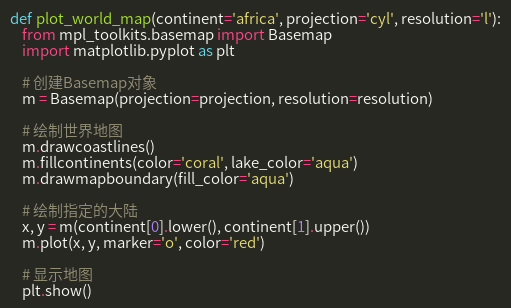 def plot_world_map(continent='africa', projection='cyl', resolution='l'):
from mpl_toolkits.basemap import Basemap
import matplotlib.pyplot as plt
# 创建Basemap对象
m = Basemap(projection=projection, resolution=resolution)
# 绘制世界地图
m.drawcoastlines()
m.fillcontinents(color='coral', lake_color='aqua')
m.drawmapboundary(fill_color='aqua')
# 绘制指定的大陆
x, y = m(continent[0].lower(), continent[1].upper())
m.plot(x, y, marker='o', color='red')
# 显示地图
plt.show()